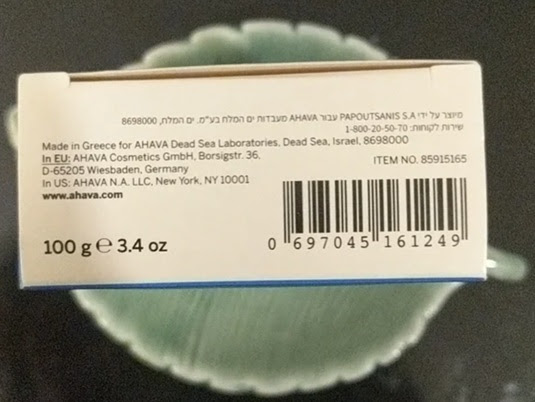 מיוצר על ידי PAPOUTSANIS S.A עבור AHAVA מעבדות ים המלח בע"מ. ים המלח, 8698000
שירות לקוחות: 1-800-20-50-70
Made in Greece for AHAVA Dead Sea Laboratories, Dead Sea, Israel, 8698000
In EU: AHAVA Cosmetics GmbH, Borsigstr. 36,
D-65205 Wiesbaden, Germany
In US: AHAVA N.A. LLC, New York, NY 10001
www.ahava.com
ITEM NO. 85915165
100 g ℮ 3.4 oz
0 697045 161249